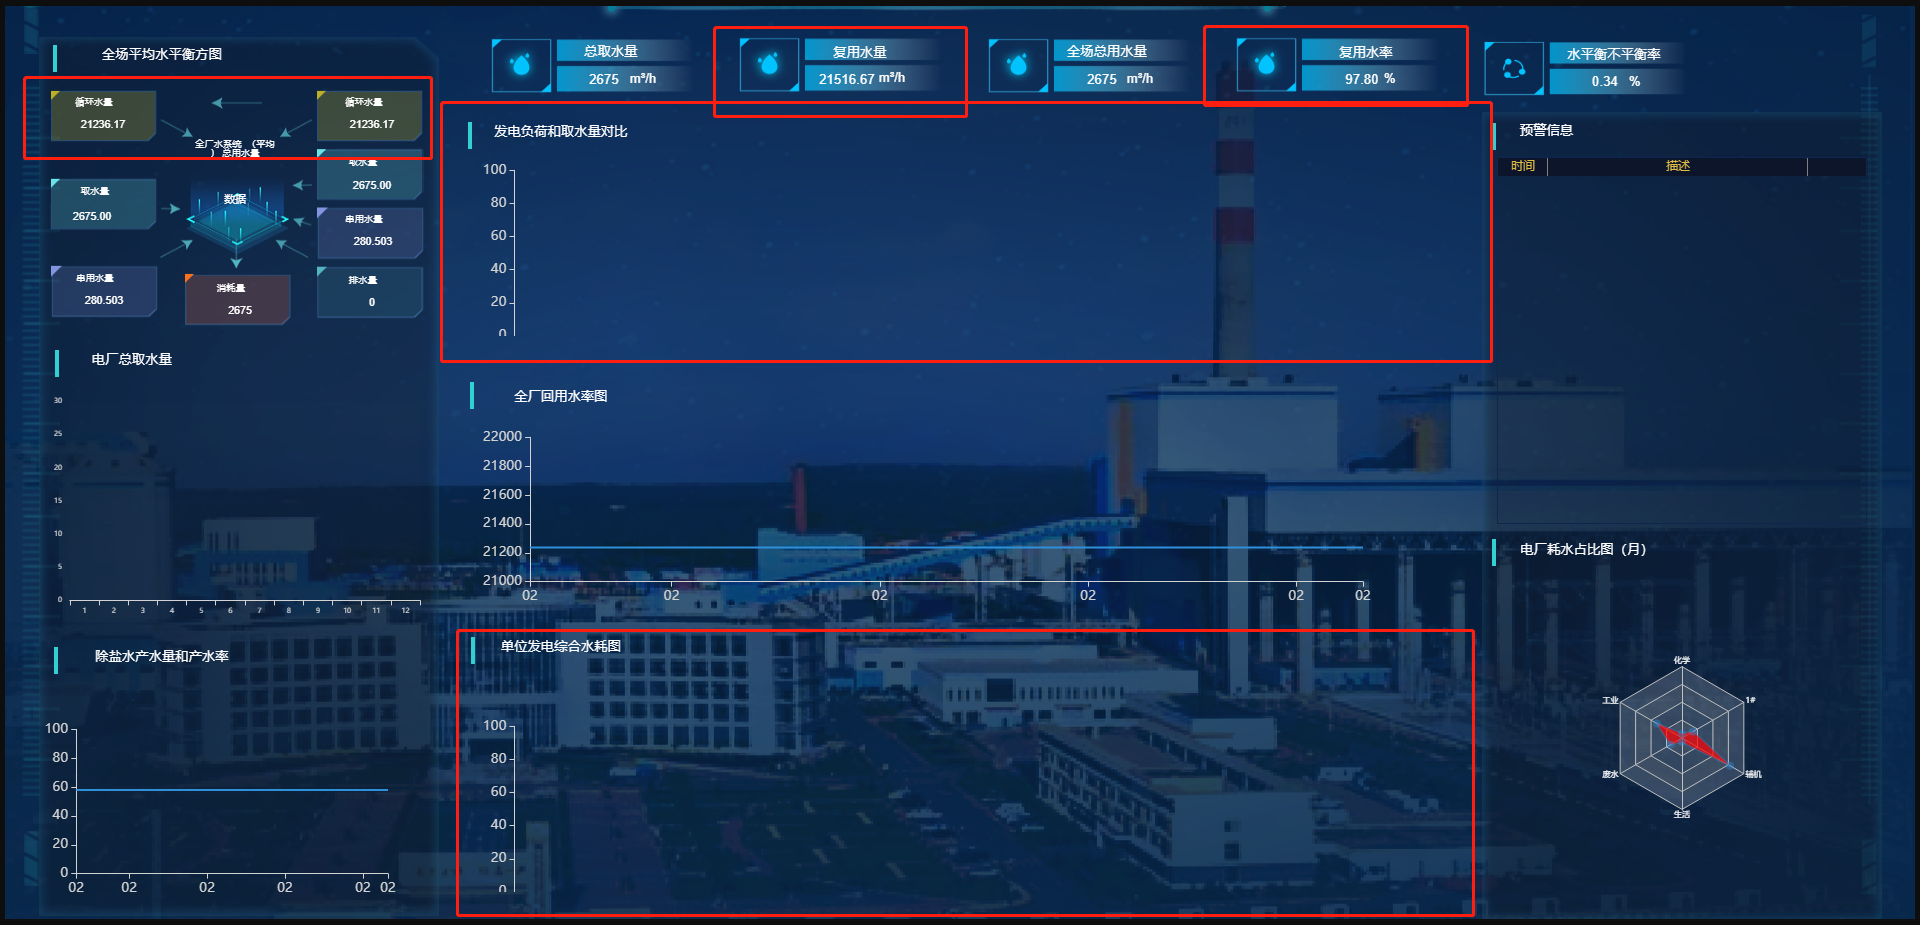 全场平均水平衡方图
循环水量
21236.17
循环水量
21236.17
全厂水系统 （平均
） 总用水量
取水量
2675.00
取水量
2675.00
数据
串用水量
280.503
串用水量
280.503
消耗量
2675
排水量
0
总取水量
2675 m³/h
复用水量
21516.67 m³/h
全场总用水量
2675 m³/h
复用水率
97.80 %
水平衡不平衡率
0.34 %
发电负荷和取水量对比
100
80
60
40
20
0
预警信息
时间 描述
电厂总取水量
30
25
20
15
10
5
0
1 2 3 4 5 6 7 8 9 10 11 12
全厂回用水率图
22000
21800
21600
21400
21200
21000
02 02 02 02 02 02
电厂耗水占比图（月）
化学
1#
辅机
生活
废水
工业
除盐水产水量和产水率
100
80
60
40
20
0
02 02 02 02 02 02
单位发电综合水耗图
100
80
60
40
20
0